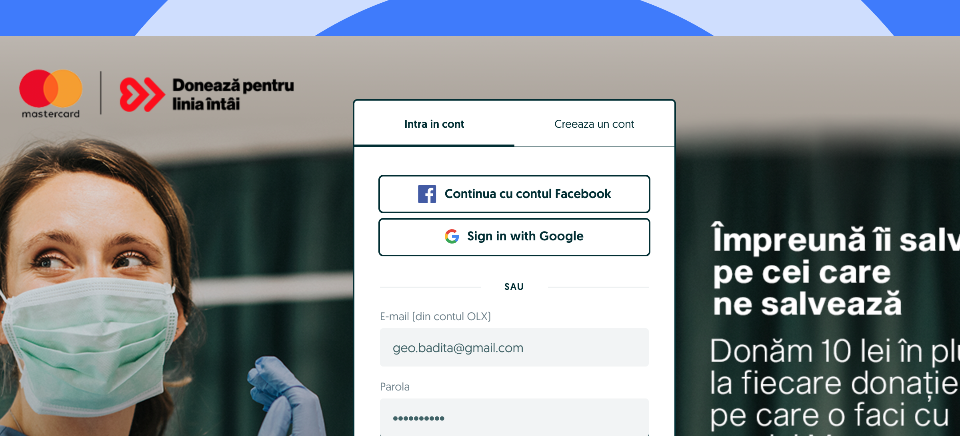 mastercard
Donează pentru
linia întâi
Intra in cont
Creeaza un cont
Continua cu contul Facebook
Sign in with Google
SAU
E-mail [din contul OLX]
geo.badita@gmail.com
Parola
••••••••••
Împreună îi salv
pe cei care
ne salvează
Donăm 10 lei în plu
la fiecare donație
pe care o faci cu